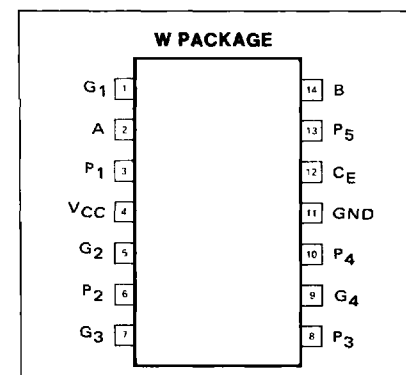 W PACKAGE
G1 1 14 B
A 2 13 P5
P1 3 12 CE
VCC 4 11 GND
G2 5 10 P4
P2 6 9 G4
G3 7 8 P3